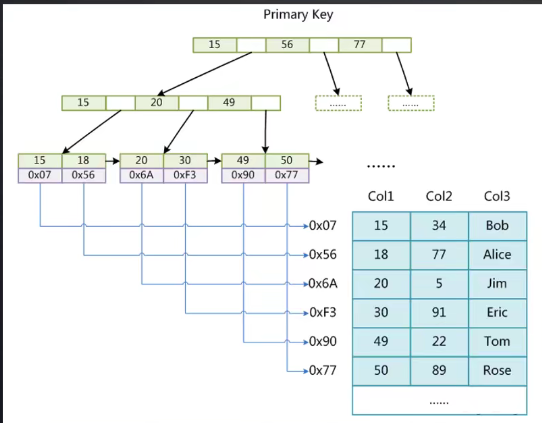 Primary Key
15 56 77
15 20 49
...... ......
15 18 20 30 49 50
0x07 0x56 0x6A 0xF3 0x90 0x77
......
Col1 Col2 Col3
0x07 15 34 Bob
0x56 18 77 Alice
0x6A 20 5 Jim
0xF3 30 91 Eric
0x90 49 22 Tom
0x77 50 89 Rose
......